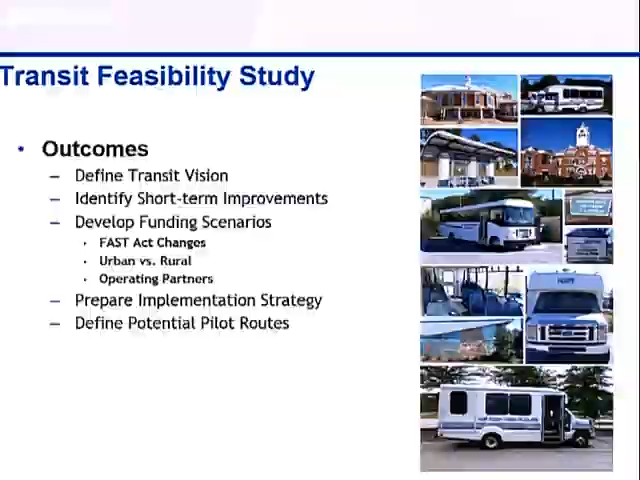 Transit Feasibility Study
• Outcomes
– Define Transit Vision
– Identify Short-term Improvements
– Develop Funding Scenarios
• FAST Act Changes
• Urban vs. Rural
• Operating Partners
– Prepare Implementation Strategy
– Define Potential Pilot Routes